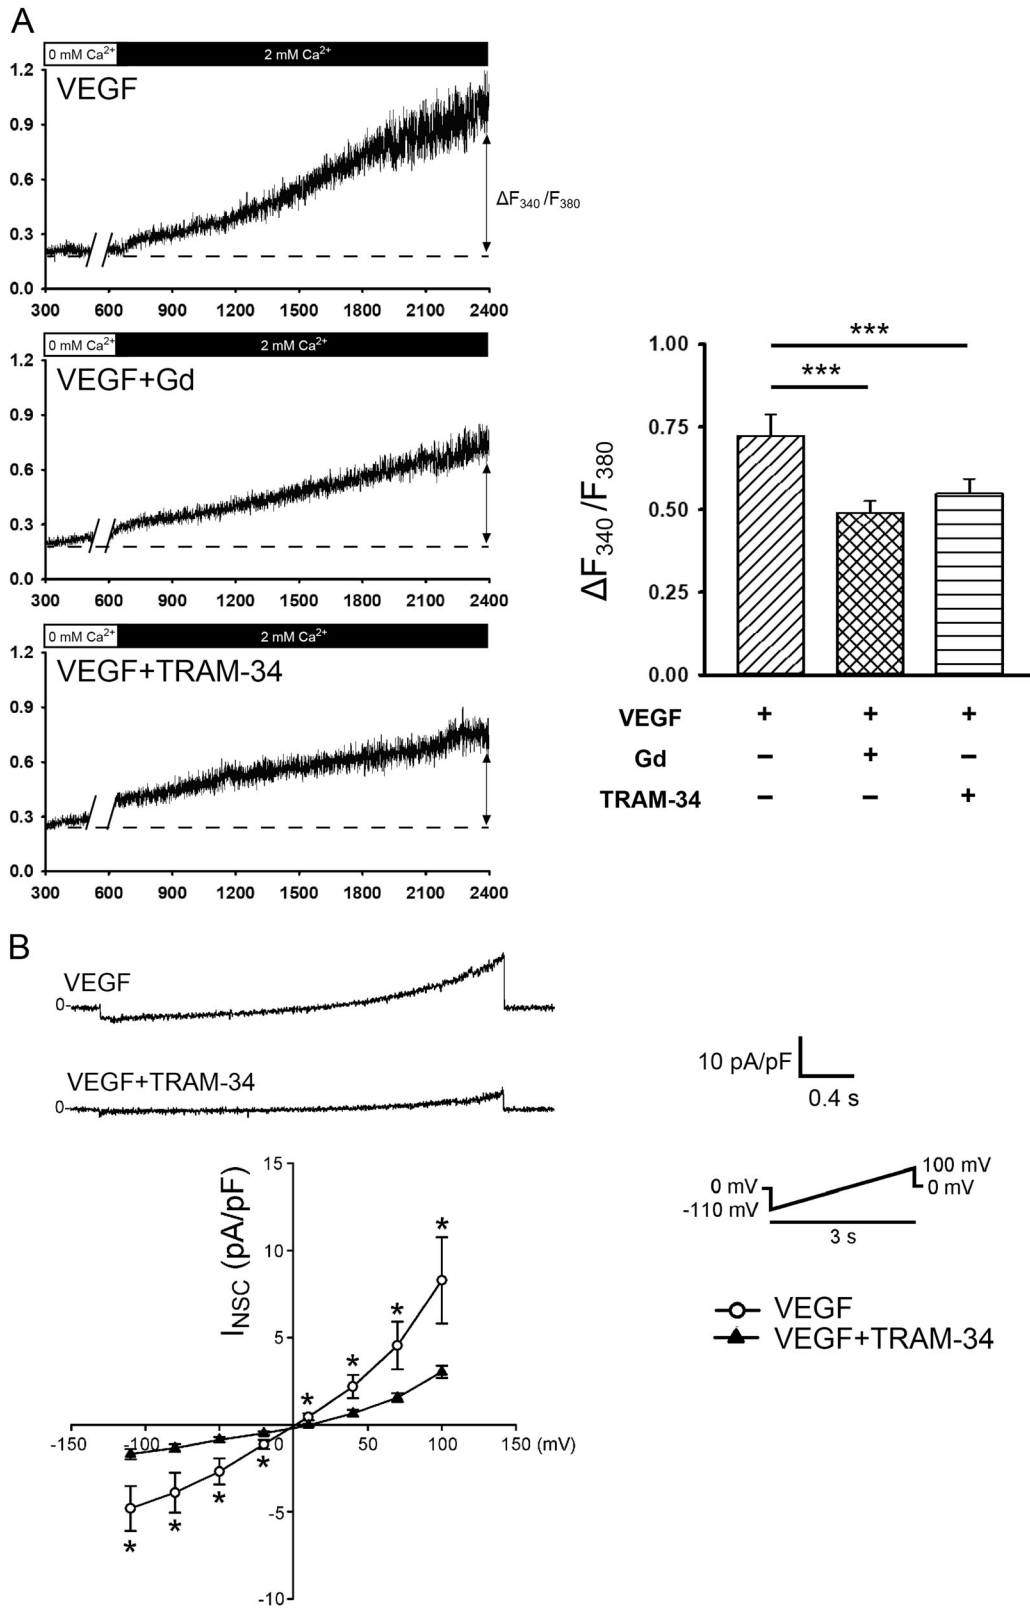 A
0 mM Ca²⁺ 2 mM Ca²⁺
VEGF
1.2
0.9
0.6
0.3
0.0
ΔF₃₄₀/F₃₈₀
300 600 900 1200 1500 1800 2100 2400
0 mM Ca²⁺ 2 mM Ca²⁺
VEGF+Gd
1.2
0.9
0.6
0.3
0.0
300 600 900 1200 1500 1800 2100 2400
0 mM Ca²⁺ 2 mM Ca²⁺
VEGF+TRAM-34
1.2
0.9
0.6
0.3
0.0
300 600 900 1200 1500 1800 2100 2400
ΔF₃₄₀/F₃₈₀
1.00
0.75
0.50
0.25
0.00
***
***
VEGF + + +
Gd − + −
TRAM-34 − − +
B
VEGF
0-
VEGF+TRAM-34
0-
10 pA/pF
0.4 s
100 mV
0 mV 0 mV
-110 mV
3 s
VEGF
VEGF+TRAM-34
I_NSC (pA/pF)
15
10
5
-5
-10
-150 -100 0 50 100 150 (mV)
* * * *
* * * *